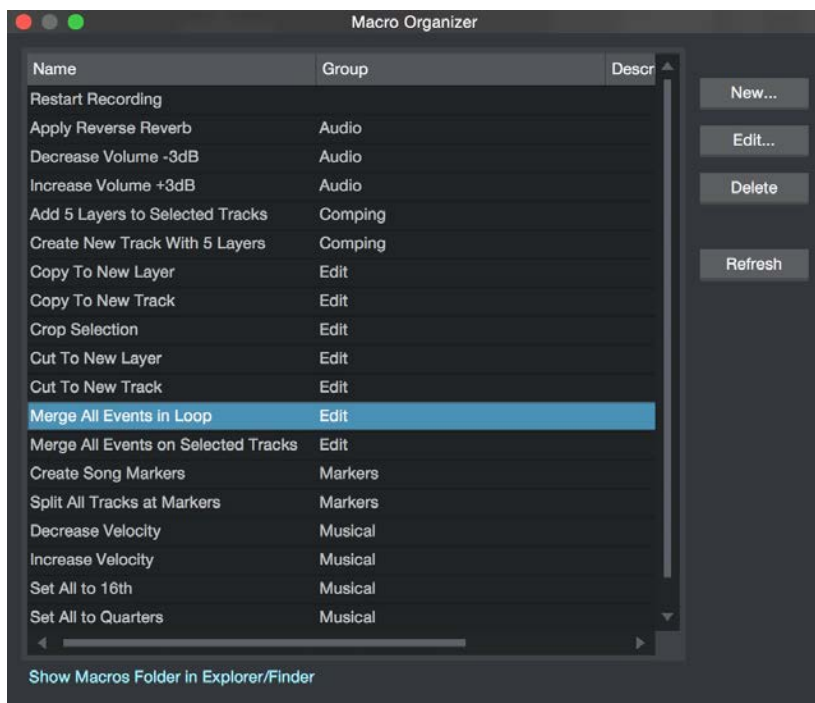 Macro Organizer
Name Group Descr
Restart Recording
Apply Reverse Reverb Audio
Decrease Volume -3dB Audio
Increase Volume +3dB Audio
Add 5 Layers to Selected Tracks Comping
Create New Track With 5 Layers Comping
Copy To New Layer Edit
Copy To New Track Edit
Crop Selection Edit
Cut To New Layer Edit
Cut To New Track Edit
Merge All Events in Loop Edit
Merge All Events on Selected Tracks Edit
Create Song Markers Markers
Split All Tracks at Markers Markers
Decrease Velocity Musical
Increase Velocity Musical
Set All to 16th Musical
Set All to Quarters Musical
Show Macros Folder in Explorer/Finder
New...
Edit...
Delete
Refresh